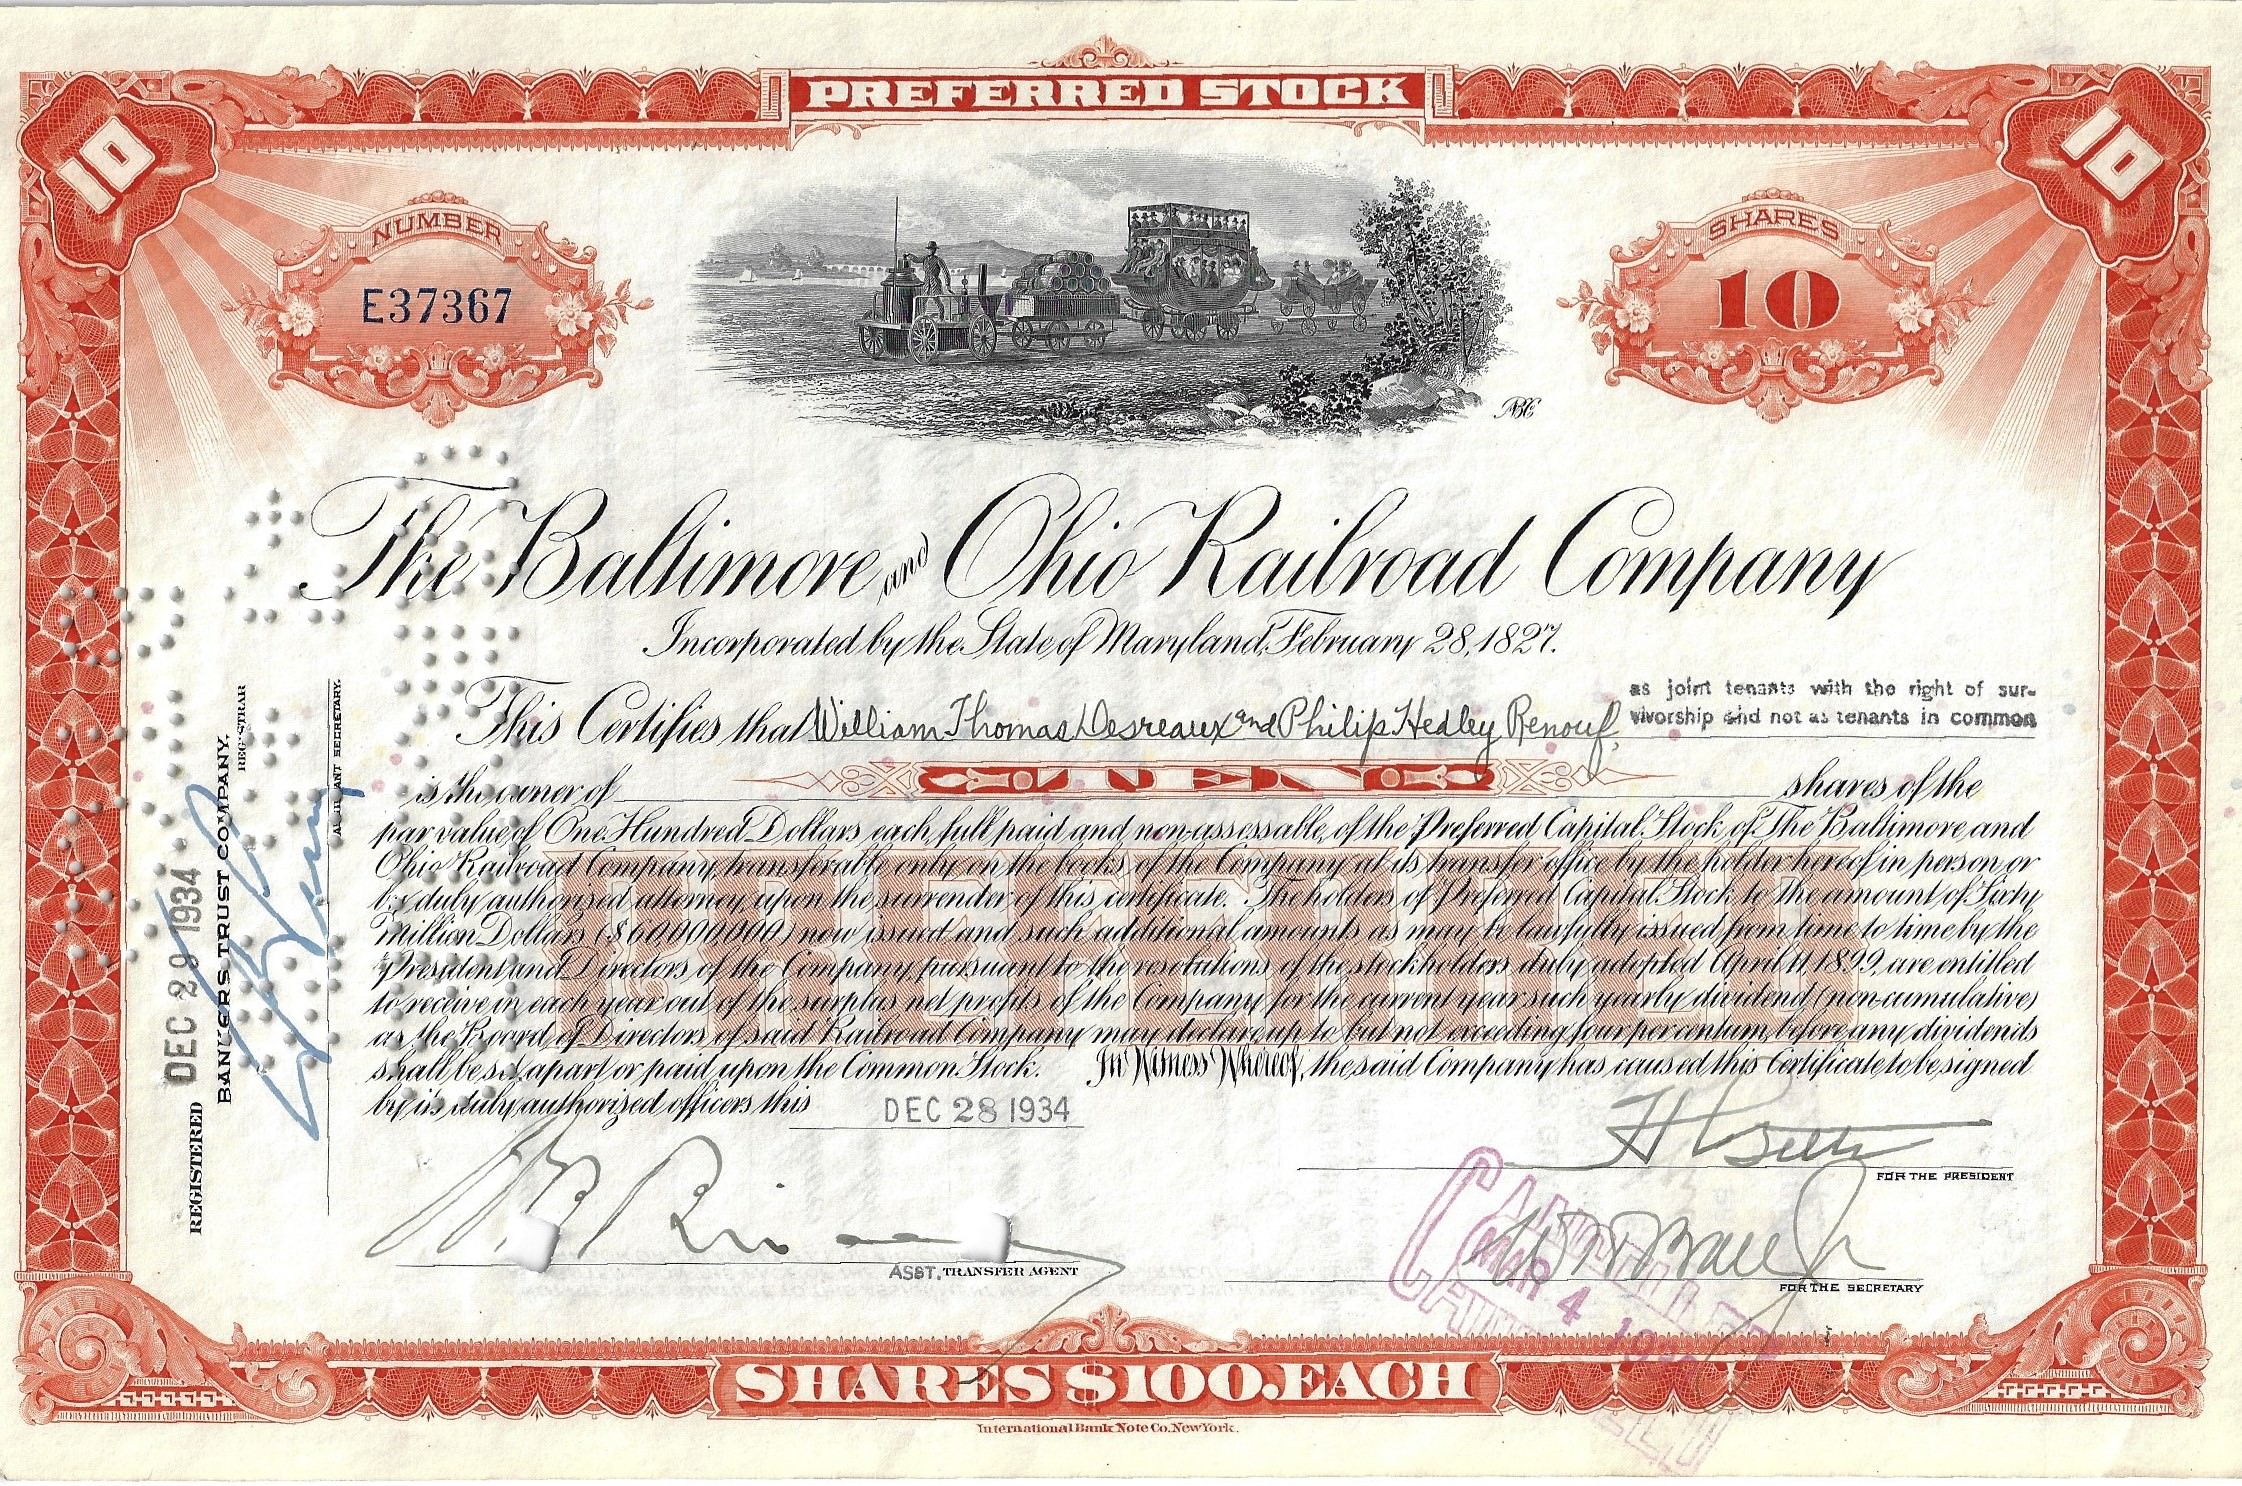 PREFERRED STOCK
10
10
NUMBER
E37367
SHARES
10
ABC
The Baltimore and Ohio Railroad Company
Incorporated by the State of Maryland, February 28, 1827.
This Certifies that William Thomas Desreaux and Philip Hedley Renouf,
as joint tenants with the right of sur-
vivorship and not as tenants in common
is the owner of TEN shares of the
par value of One Hundred Dollars each, full paid and non-assessable, of the Preferred Capital Stock of The Baltimore and
Ohio Railroad Company, transferable only on the books of the Company at its transfer office by the holder hereof in person or
by duly authorized attorney, upon the surrender of this certificate. The holders of Preferred Capital Stock to the amount of Sixty
Million Dollars ($60,000,000) now issued and such additional amounts as may be lawfully issued from time to time by the
President and Directors of the Company pursuant to the resolutions of the stockholders duly adopted April 11, 1899, are entitled
to receive in each year out of the surplus net profits of the Company for the current year such yearly dividend (non-cumulative)
as the Board of Directors of said Railroad Company may declare, up to but not exceeding four per centum, before any dividends
shall be set apart or paid upon the Common Stock. In Witness Whereof, the said Company has caused this Certificate to be signed
by its duly authorized officers this DEC 28 1934
PREFERRED
REGISTERED DEC 29 1934
BANKERS TRUST COMPANY,
REGISTRAR
ASSISTANT SECRETARY.
FOR THE PRESIDENT
ASST. TRANSFER AGENT
FOR THE SECRETARY
CANCELLED
MAR 4
SHARES $100. EACH
International Bank Note Co. New York.